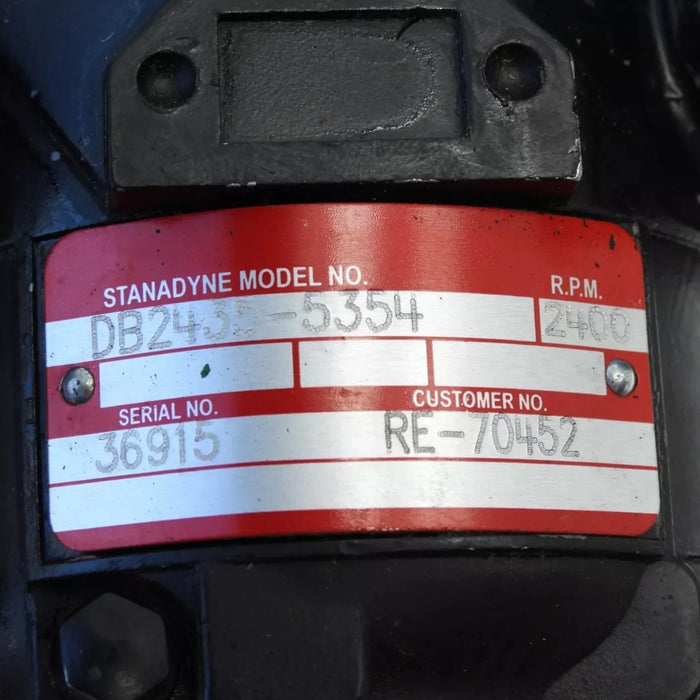 STANADYNE MODEL NO. R.P.M.
DB2435-5354 2400
SERIAL NO. CUSTOMER NO.
36915 RE-70452